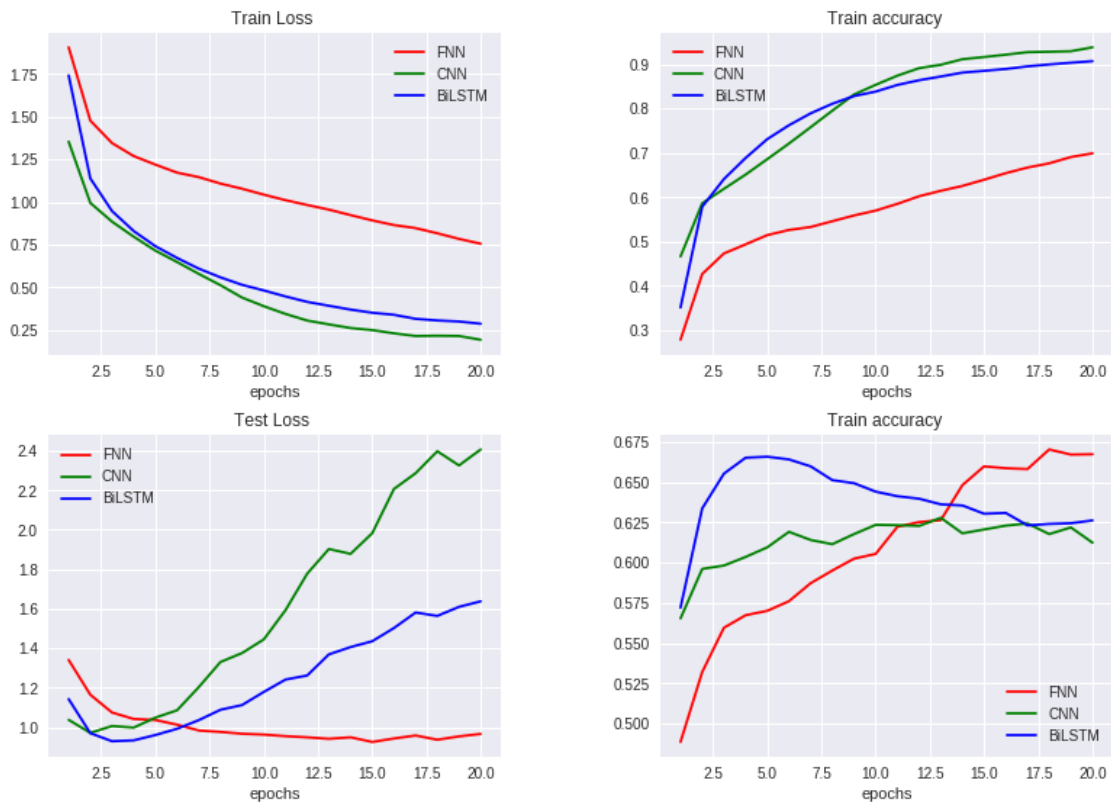 Train Loss
FNN
CNN
BiLSTM
1.75
1.50
1.25
1.00
0.75
0.50
0.25
2.5 5.0 7.5 10.0 12.5 15.0 17.5 20.0
epochs
Train accuracy
FNN
CNN
BiLSTM
0.9
0.8
0.7
0.6
0.5
0.4
0.3
2.5 5.0 7.5 10.0 12.5 15.0 17.5 20.0
epochs
Test Loss
FNN
CNN
BiLSTM
2.4
2.2
2.0
1.8
1.6
1.4
1.2
1.0
2.5 5.0 7.5 10.0 12.5 15.0 17.5 20.0
epochs
Train accuracy
0.675
0.650
0.625
0.600
0.575
0.550
0.525
0.500
FNN
CNN
BiLSTM
2.5 5.0 7.5 10.0 12.5 15.0 17.5 20.0
epochs